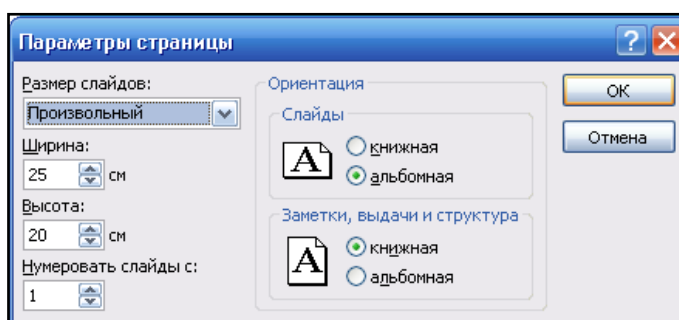 Параметры страницы
Размер слайдов:
Произвольный
Ширина:
25 см
Высота:
20 см
Нумеровать слайды с:
1
Ориентация
Слайды
A
книжная
альбомная
Заметки, выдачи и структура
A
книжная
альбомная
ОК
Отмена